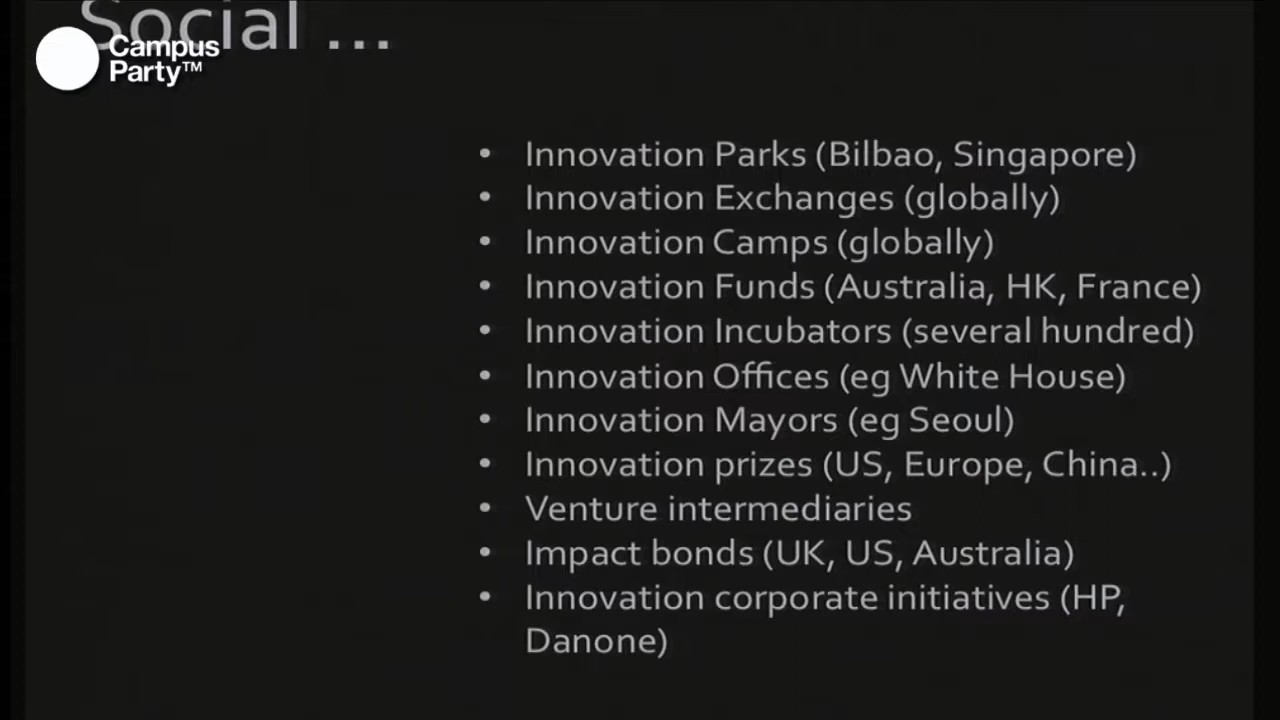 Social ...
Campus
Party™
• Innovation Parks (Bilbao, Singapore)
• Innovation Exchanges (globally)
• Innovation Camps (globally)
• Innovation Funds (Australia, HK, France)
• Innovation Incubators (several hundred)
• Innovation Offices (eg White House)
• Innovation Mayors (eg Seoul)
• Innovation prizes (US, Europe, China..)
• Venture intermediaries
• Impact bonds (UK, US, Australia)
• Innovation corporate initiatives (HP,
Danone)